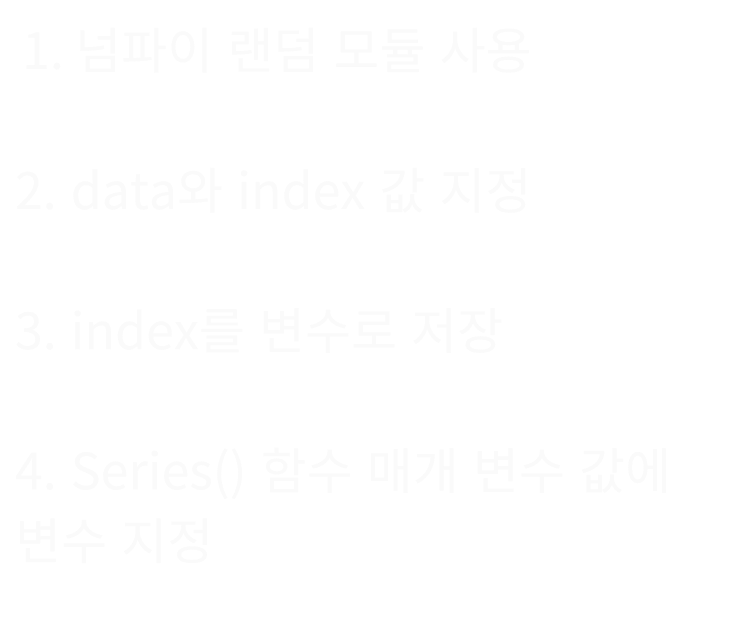 1. 넘파이 랜덤 모듈 사용
2. data와 index 값 지정
3. index를 변수로 저장
4. Series() 함수 매개 변수 값에
변수 지정